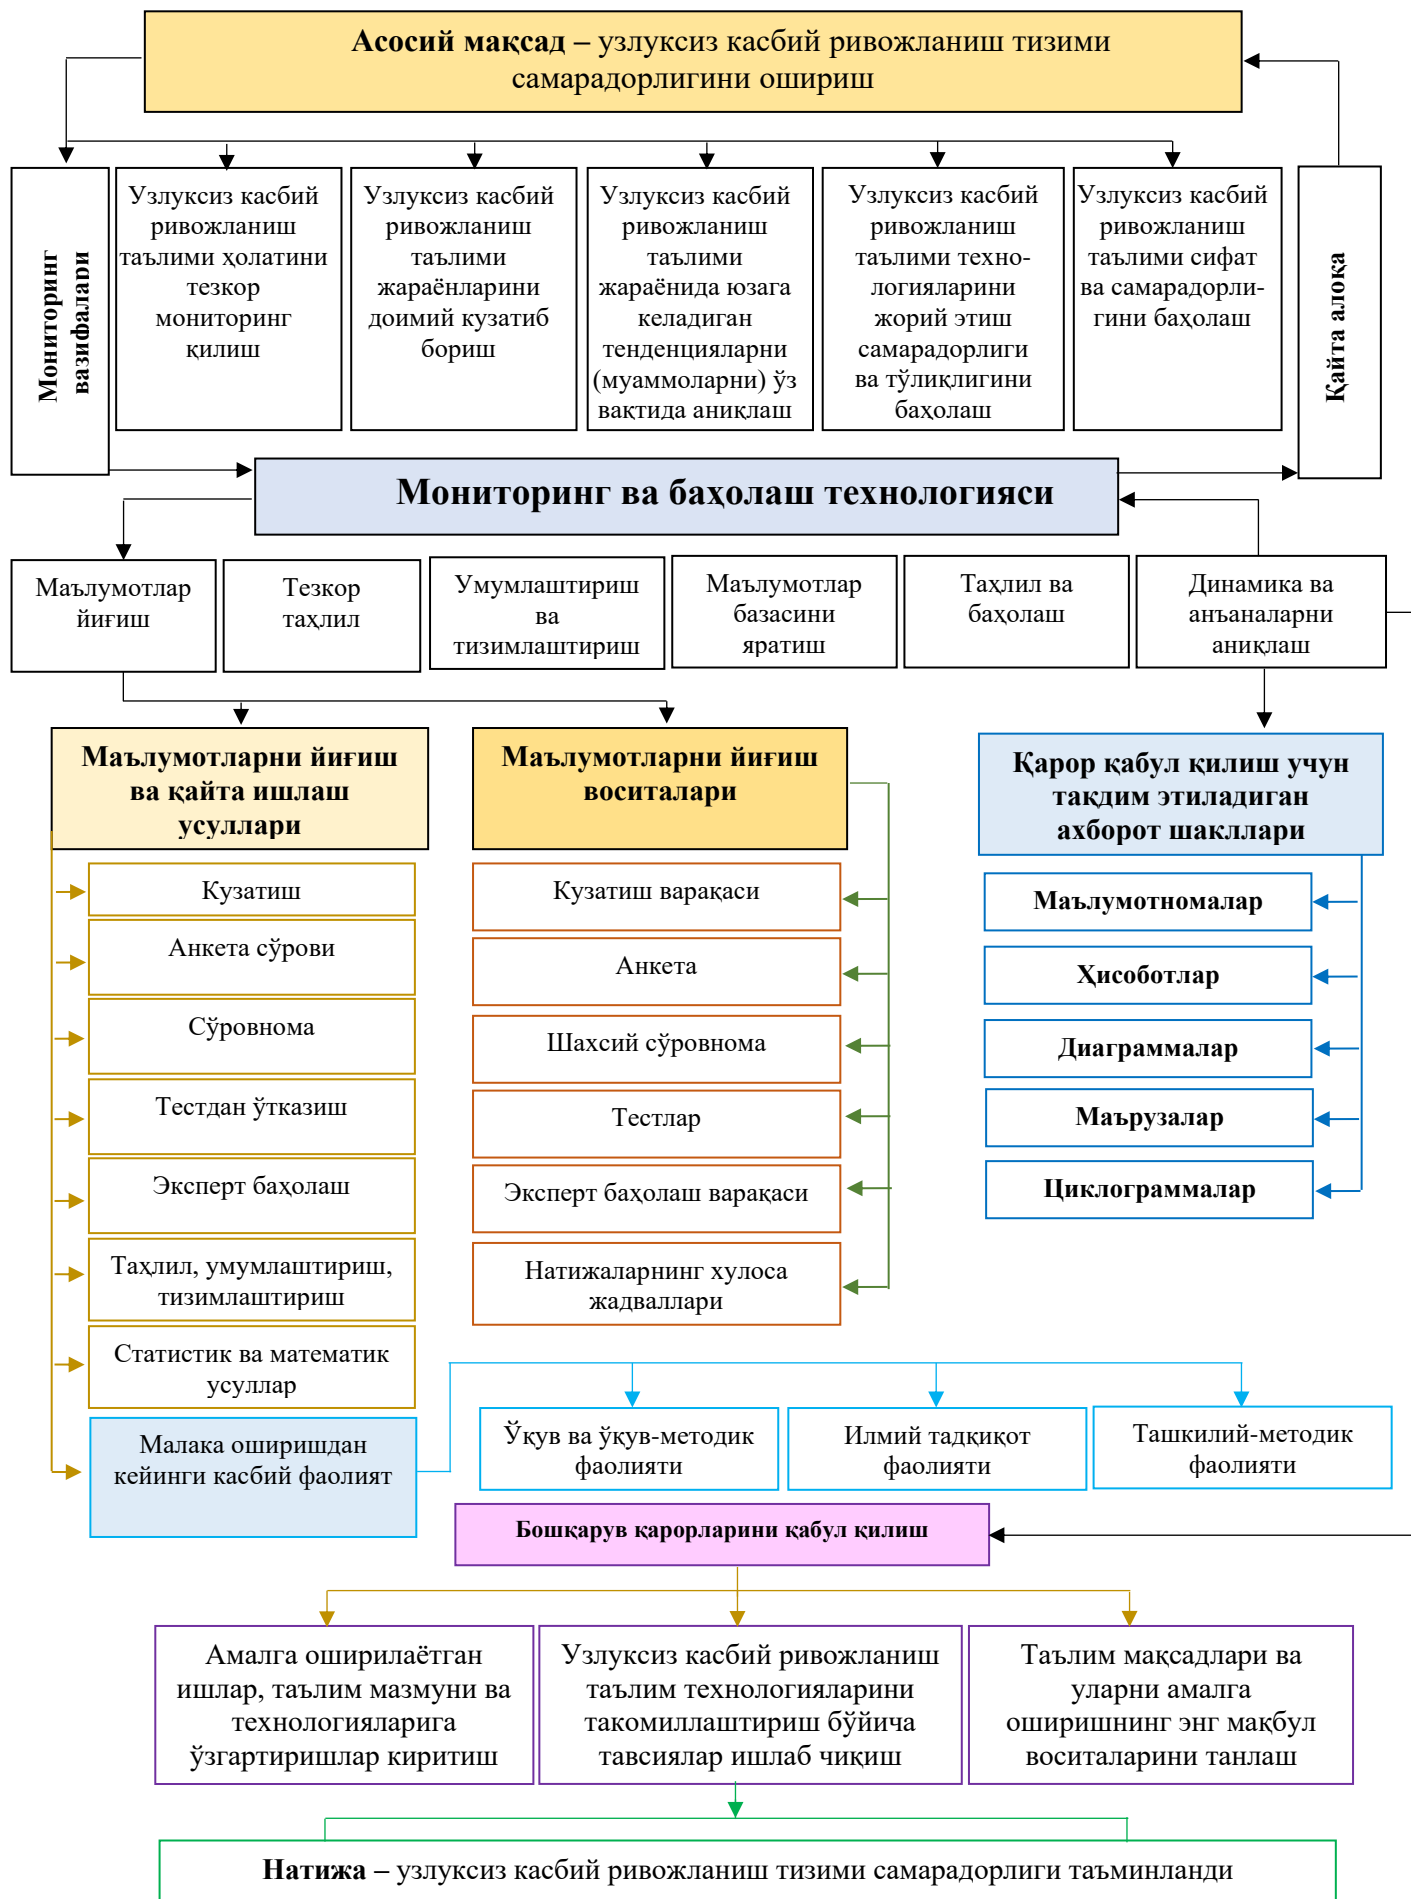 Асосий мақсад – узлуксиз касбий ривожланиш тизими
самарадорлигини ошириш
Мониторинг
вазифалари
Узлуксиз касбий
ривожланиш
таълими ҳолатини
тезкор
мониторинг
қилиш
Узлуксиз касбий
ривожланиш
таълими
жараёнларини
доимий кузатиб
бориш
Узлуксиз касбий
ривожланиш
таълими
жараёнида юзага
келадиган
тенденцияларни
(муаммоларни) ўз
вақтида аниқлаш
Узлуксиз касбий
ривожланиш
таълими техно-
логияларини
жорий этиш
самарадорлиги
ва тўлиқлигини
баҳолаш
Узлуксиз касбий
ривожланиш
таълими сифат
ва самарадорли-
гини баҳолаш
Қайта алоқа
Мониторинг ва баҳолаш технологияси
Маълумотлар
йиғиш
Тезкор
таҳлил
Умумлаштириш
ва
тизимлаштириш
Маълумотлар
базасини
яратиш
Таҳлил ва
баҳолаш
Динамика ва
анъаналарни
аниқлаш
Маълумотларни йиғиш
ва қайта ишлаш
усуллари
Кузатиш
Анкета сўрови
Сўровнома
Тестдан ўтказиш
Эксперт баҳолаш
Таҳлил, умумлаштириш,
тизимлаштириш
Статистик ва математик
усуллар
Малака оширишдан
кейинги касбий фаолият
Маълумотларни йиғиш
воситалари
Кузатиш варақаси
Анкета
Шахсий сўровнома
Тестлар
Эксперт баҳолаш варақаси
Натижаларнинг хулоса
жадваллари
Қарор қабул қилиш учун
тақдим этиладиган
ахборот шакллари
Маълумотномалар
Ҳисоботлар
Диаграммалар
Маърузалар
Циклограммалар
Ўқув ва ўқув-методик
фаолияти
Илмий тадқиқот
фаолияти
Ташкилий-методик
фаолияти
Бошқарув қарорларини қабул қилиш
Амалга оширилаётган
ишлар, таълим мазмуни ва
технологияларига
ўзгартиришлар киритиш
Узлуксиз касбий ривожланиш
таълим технологияларини
такомиллаштириш бўйича
тавсиялар ишлаб чиқиш
Таълим мақсадлари ва
уларни амалга
оширишнинг энг мақбул
воситаларини танлаш
Натижа – узлуксиз касбий ривожланиш тизими самарадорлиги таъминланди